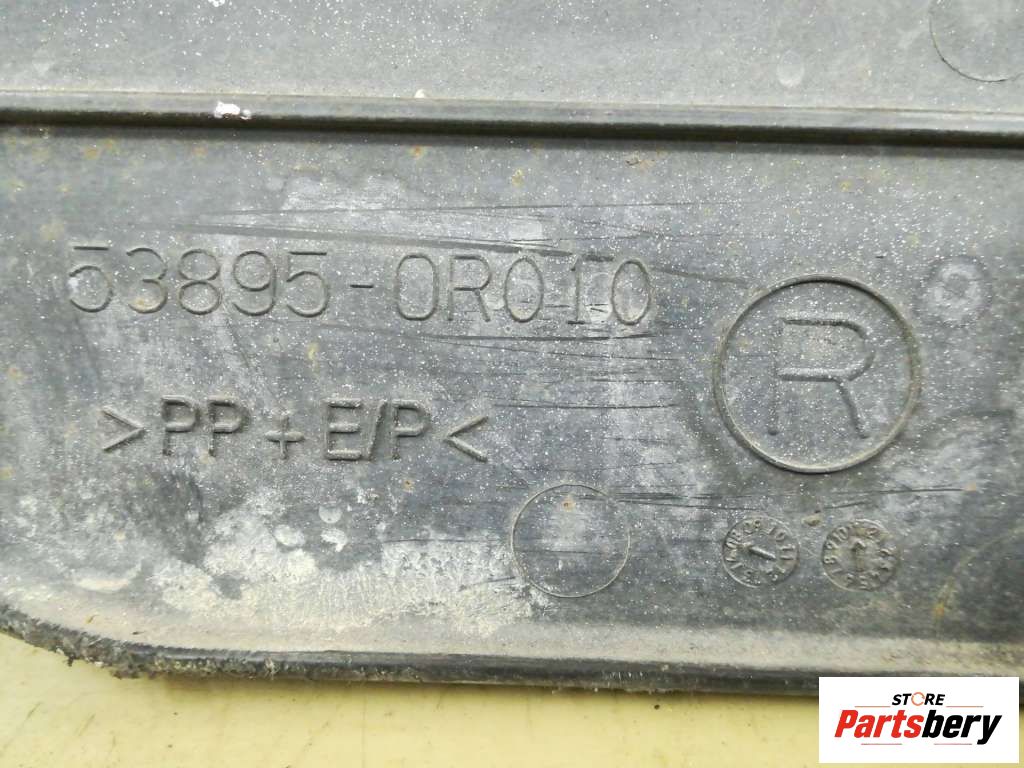 53895-0R010
>PP+E/P<
R
STORE
Partsbery